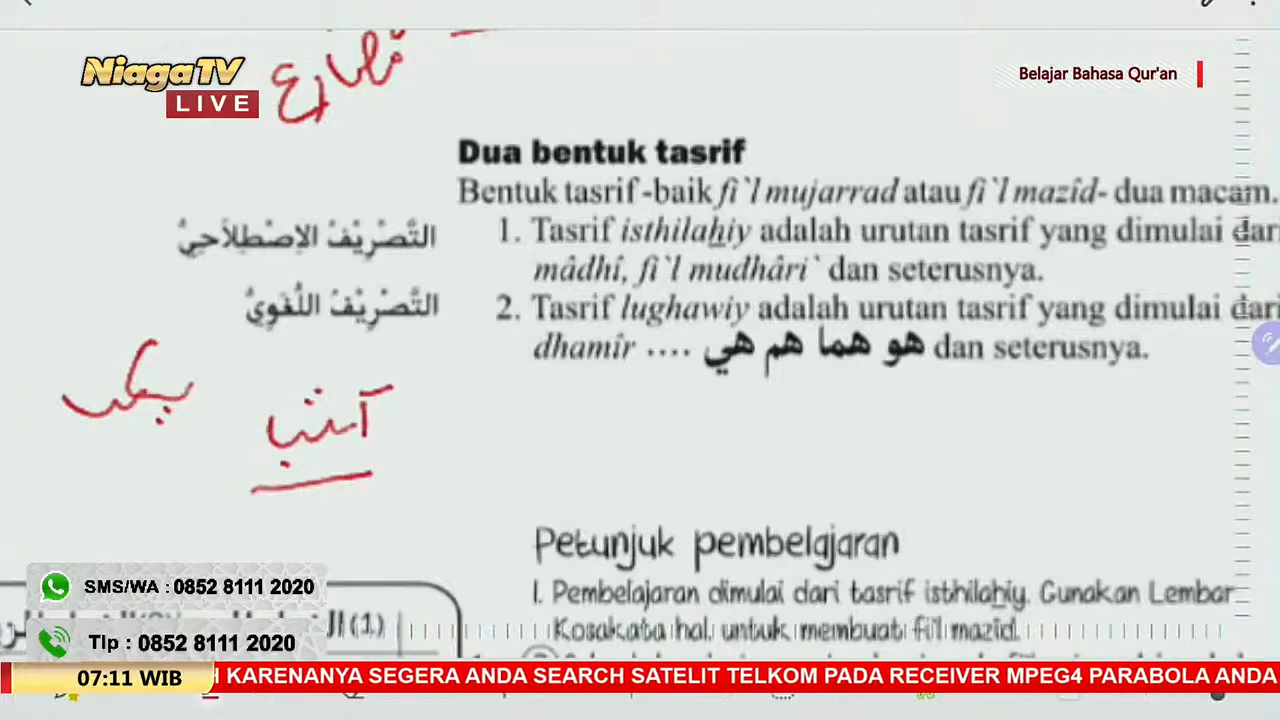 NiagaTV
LIVE
Belajar Bahasa Qur'an
Dua bentuk tasrif
Bentuk tasrif -baik fi`l mujarrad atau fi`l mazîd- dua macam.
التَّصْرِيْفُ الإِصْطِلاَحِيُّ
1. Tasrif isthilahiy adalah urutan tasrif yang dimulai dari
mâdhî, fi`l mudhâri` dan seterusnya.
التَّصْرِيْفُ اللُّغَوِيُّ
2. Tasrif lughawiy adalah urutan tasrif yang dimulai dari
dhamîr .... هو هما هم هي dan seterusnya.
Petunjuk pembelajaran
1. Pembelajaran dimulai dari tasrif isthilahiy. Gunakan Lembar
Kosakata hal. untuk membuat fi'il mazîd.
SMS/WA : 0852 8111 2020
Tlp : 0852 8111 2020
07:11 WIB
KARENANYA SEGERA ANDA SEARCH SATELIT TELKOM PADA RECEIVER MPEG4 PARABOLA ANDA